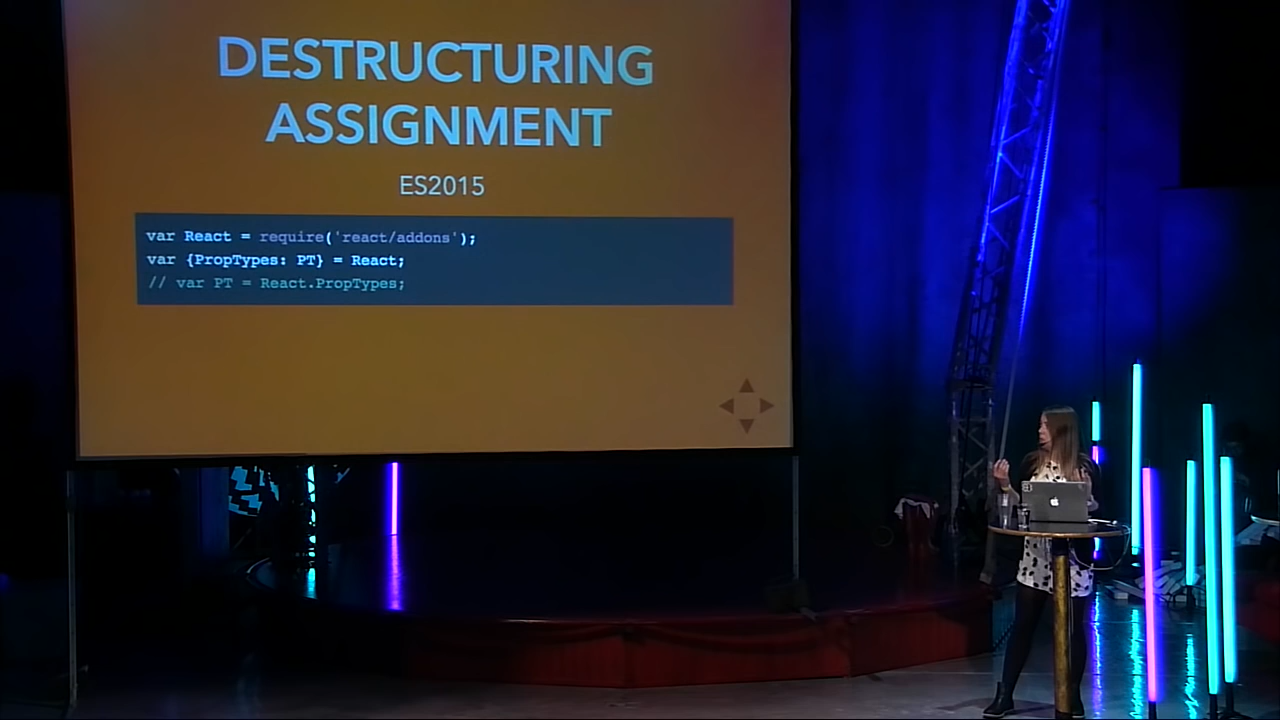 DESTRUCTURING
ASSIGNMENT
ES2015
var React = require('react/addons');
var {PropTypes: PT} = React;
// var PT = React.PropTypes;